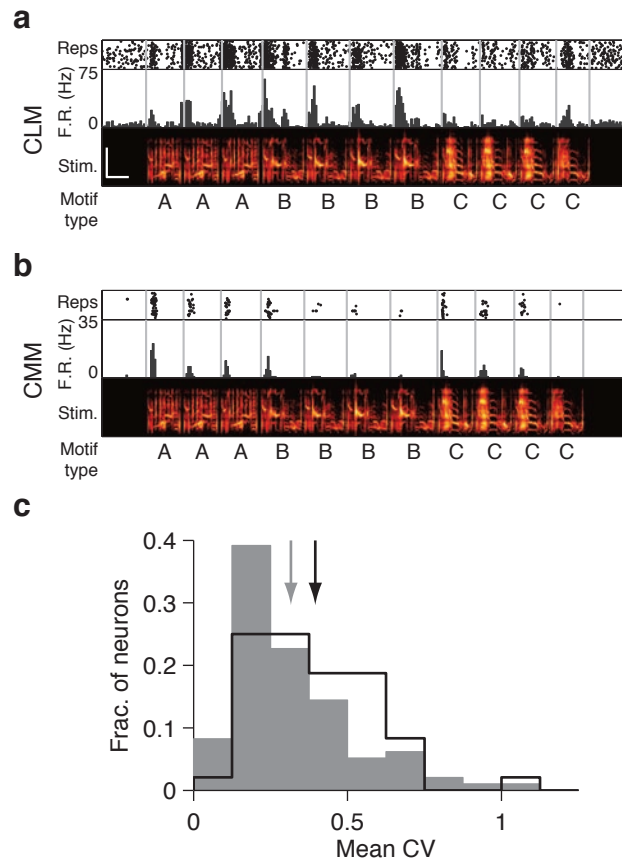 a
Reps
75
F.R. (Hz)
0
CLM
Stim.
Motif type
A A A B B B B C C C C
b
Reps
35
F.R. (Hz)
0
CMM
Stim.
Motif type
A A A B B B B C C C C
c
0.4
0.3
0.2
0.1
0
Frac. of neurons
0 0.5 1
Mean CV